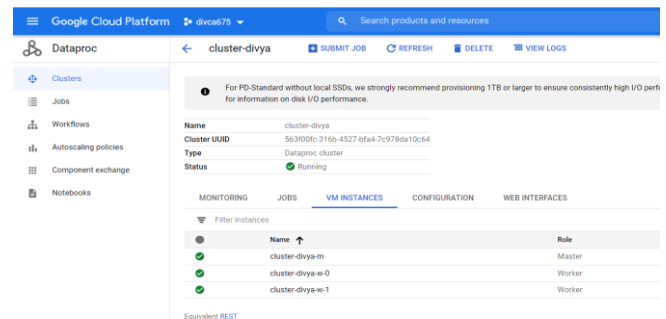 Google Cloud Platform
divca675
Search products and resources
Dataproc
cluster-divya
SUBMIT JOB
REFRESH
DELETE
VIEW LOGS
Clusters
Jobs
Workflows
Autoscaling policies
Component exchange
Notebooks
For PD-Standard without local SSDs, we strongly recommend provisioning 1TB or larger to ensure consistently high I/O perfo
for information on disk I/O performance.
Name cluster-divya
Cluster UUID 563f00fc-316b-4527-bfa4-7c978da10c64
Type Dataproc cluster
Status Running
MONITORING JOBS VM INSTANCES CONFIGURATION WEB INTERFACES
Filter instances
Name Role
cluster-divya-m Master
cluster-divya-w-0 Worker
cluster-divya-w-1 Worker
Equivalent REST